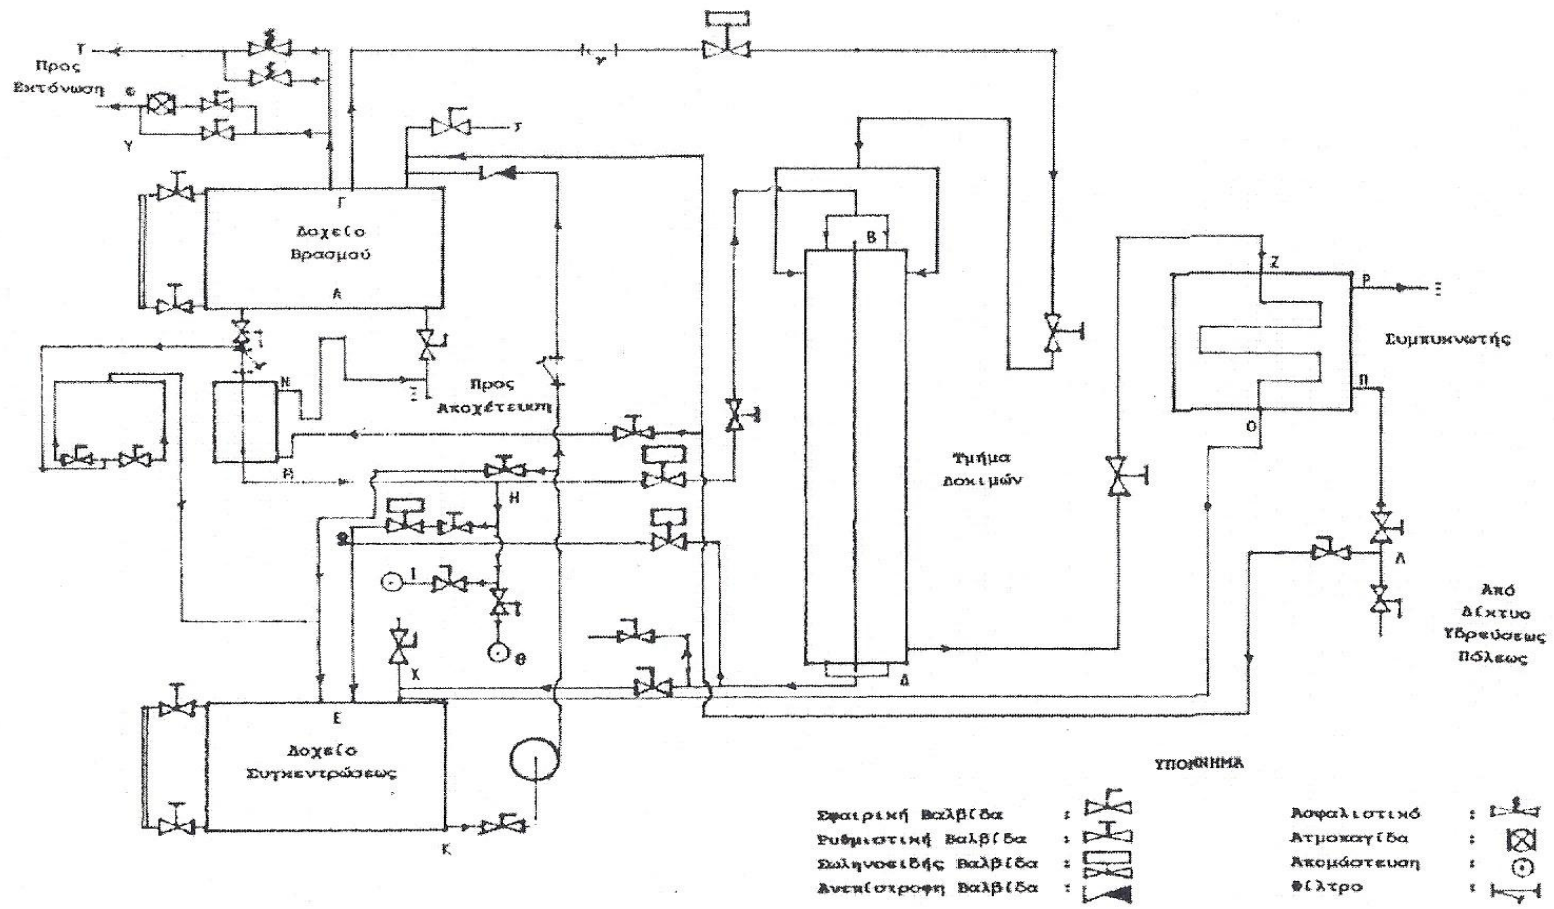 Τ
Προς
Εκτόνωση
Φ
Υ
Σ
Γ
Δοχείο
Βρασμού
Α
Β
Ζ
Ρ
Ξ
Συμπυκνωτής
Π
Ο
Ν
Ξ
Προς
Αποχέτευση
Μ
Τμήμα
Δοκιμών
Η
Ι
Θ
Λ
Από
Δίκτυο
Υδρεύσεως
Πόλεως
Χ
Δ
Ε
Δοχείο
Συγκεντρώσεως
Κ
ΥΠΟΜΝΗΜΑ
Σφαιρική Βαλβίδα :
Ρυθμιστική Βαλβίδα :
Σωληνοειδής Βαλβίδα :
Ανεπίστροφη Βαλβίδα :
Ασφαλιστικό :
Ατμοπαγίδα :
Απομάστευση :
Φίλτρο :